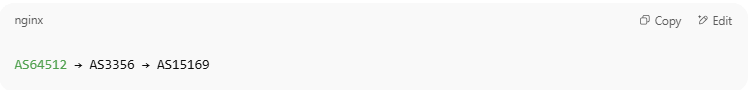 nginx Copy Edit
AS64512 → AS3356 → AS15169